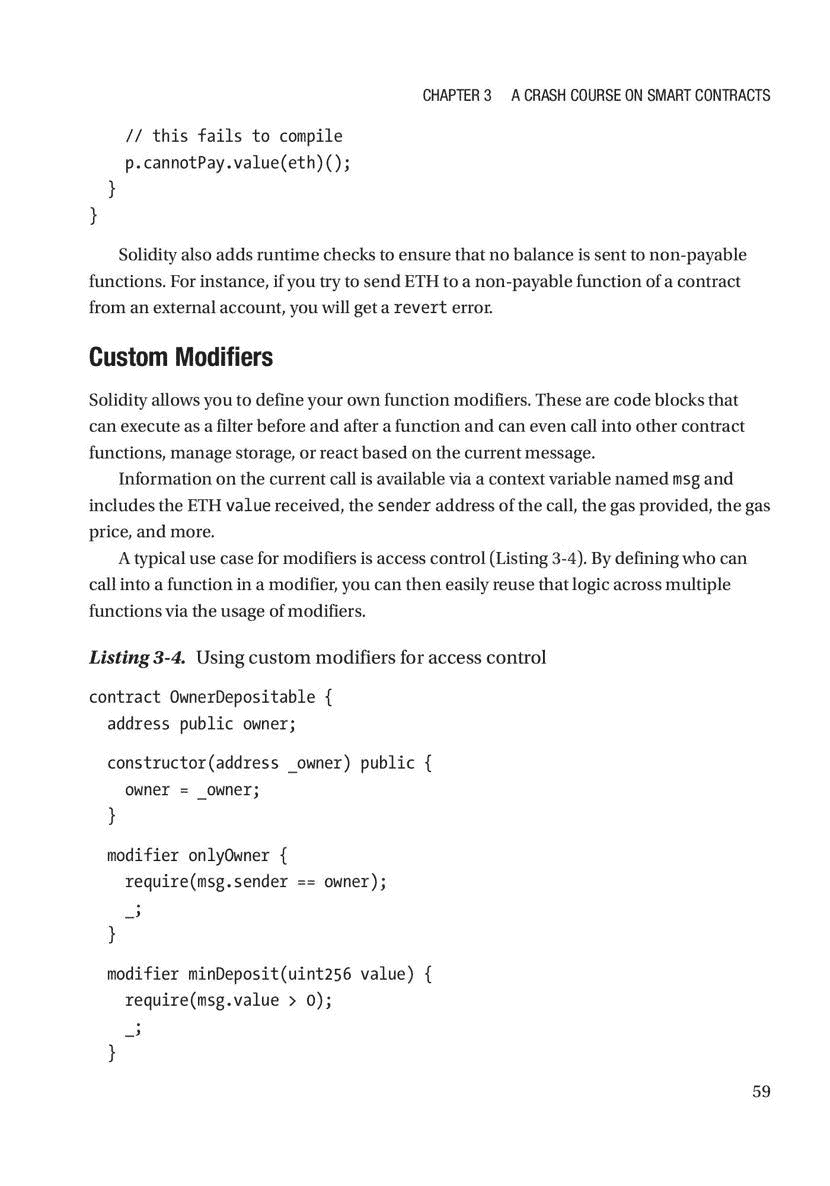 CHAPTER 3 A CRASH COURSE ON SMART CONTRACTS
// this fails to compile
p.cannotPay.value(eth)();
}
}
Solidity also adds runtime checks to ensure that no balance is sent to non-payable
functions. For instance, if you try to send ETH to a non-payable function of a contract
from an external account, you will get a revert error.
Custom Modifiers
Solidity allows you to define your own function modifiers. These are code blocks that
can execute as a filter before and after a function and can even call into other contract
functions, manage storage, or react based on the current message.
Information on the current call is available via a context variable named msg and
includes the ETH value received, the sender address of the call, the gas provided, the gas
price, and more.
A typical use case for modifiers is access control (Listing 3-4). By defining who can
call into a function in a modifier, you can then easily reuse that logic across multiple
functions via the usage of modifiers.
Listing 3-4. Using custom modifiers for access control
contract OwnerDepositable {
address public owner;
constructor(address _owner) public {
owner = _owner;
}
modifier onlyOwner {
require(msg.sender == owner);
_;
}
modifier minDeposit(uint256 value) {
require(msg.value > 0);
_;
}
59